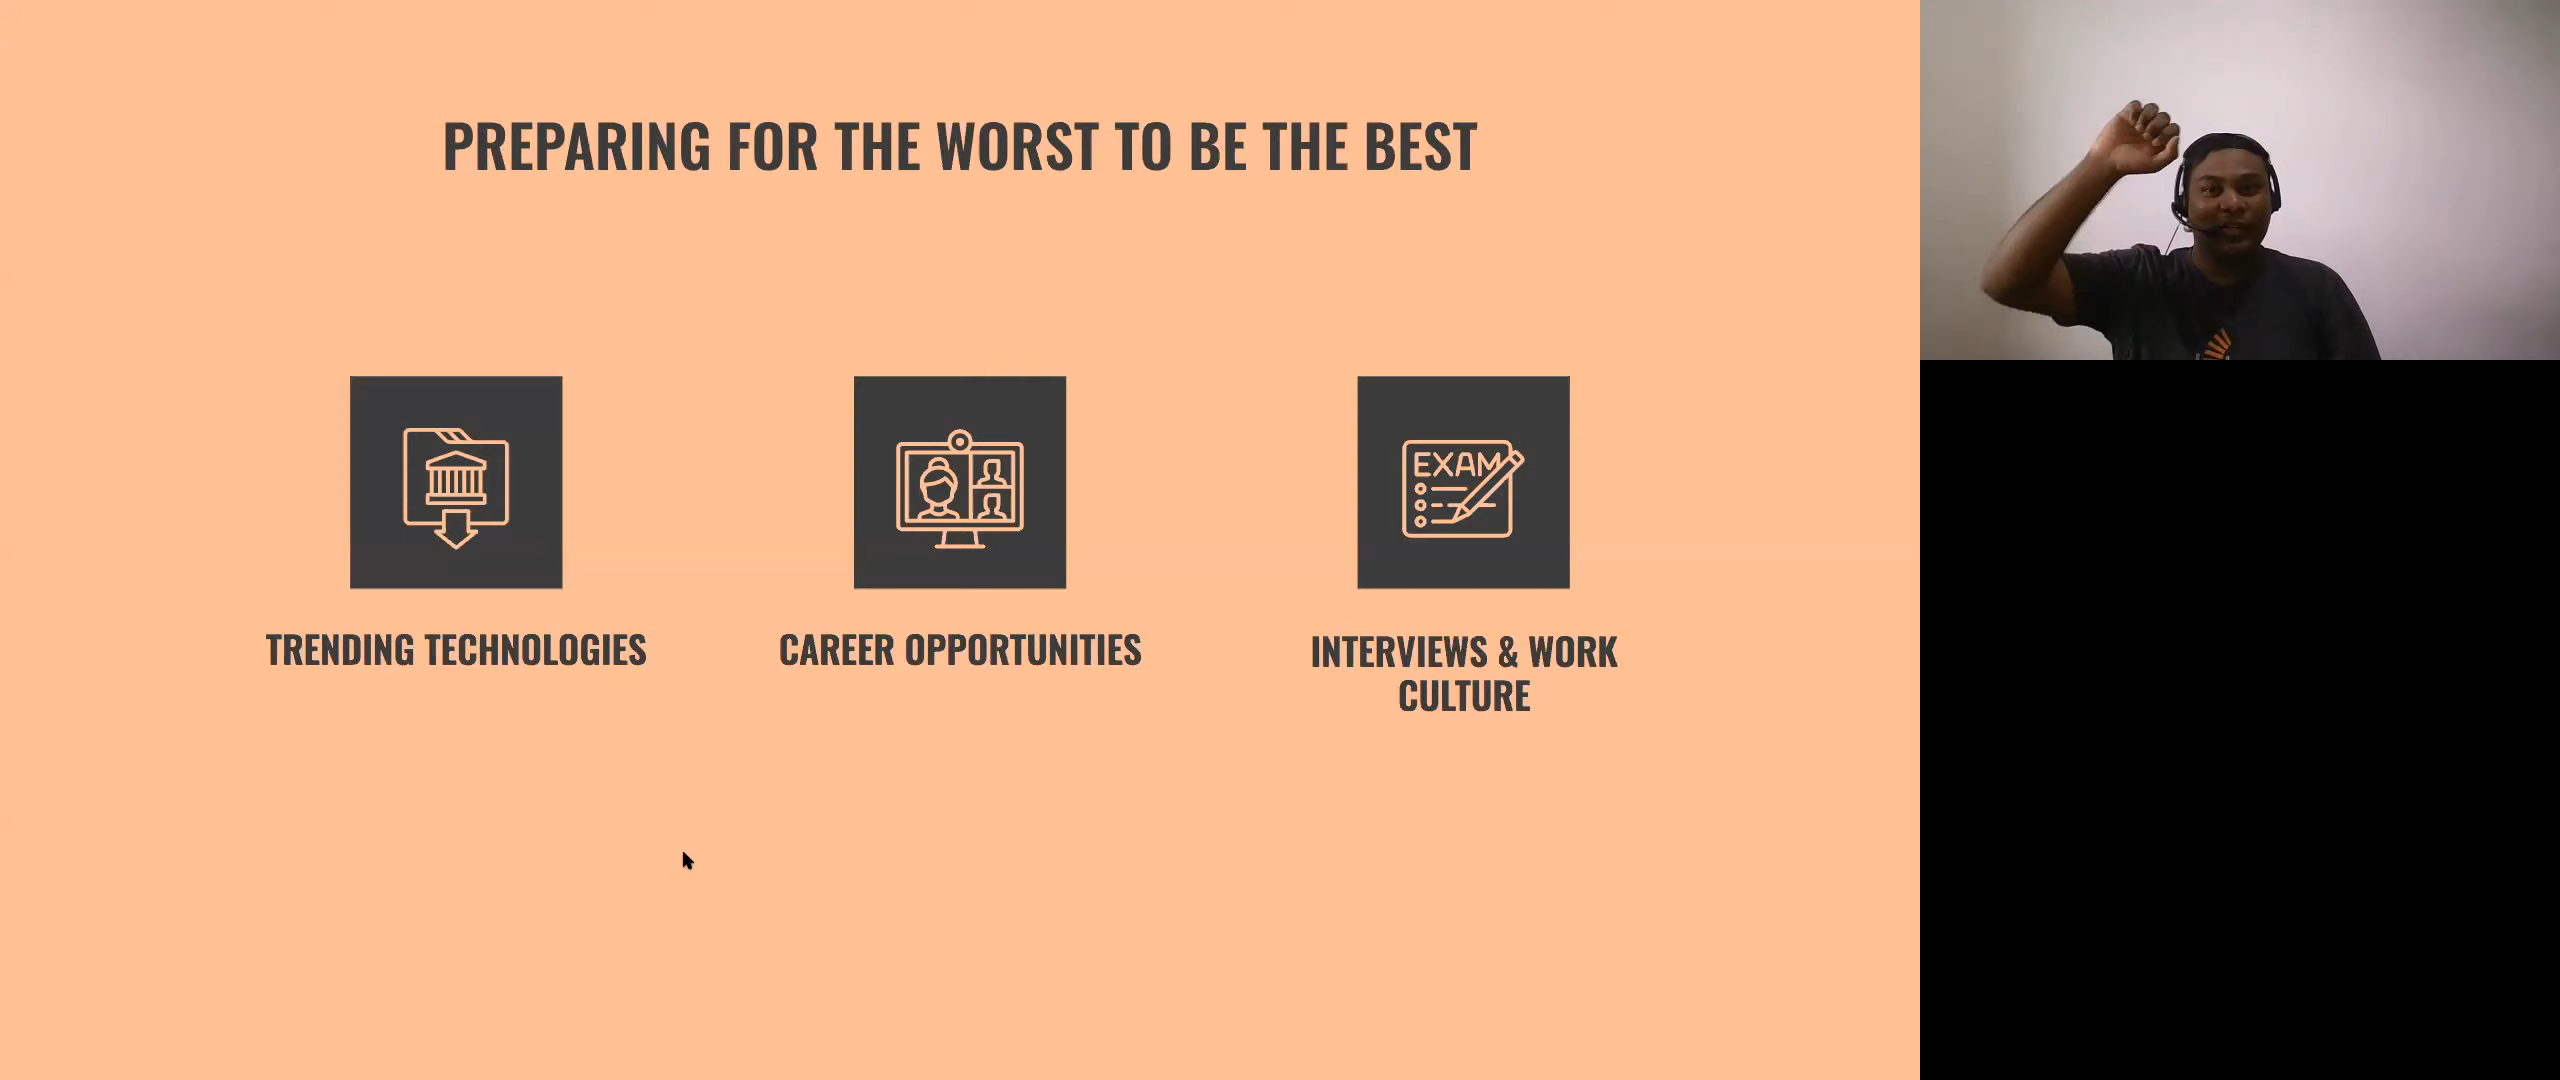 PREPARING FOR THE WORST TO BE THE BEST
EXAM
TRENDING TECHNOLOGIES
CAREER OPPORTUNITIES
INTERVIEWS & WORK
CULTURE